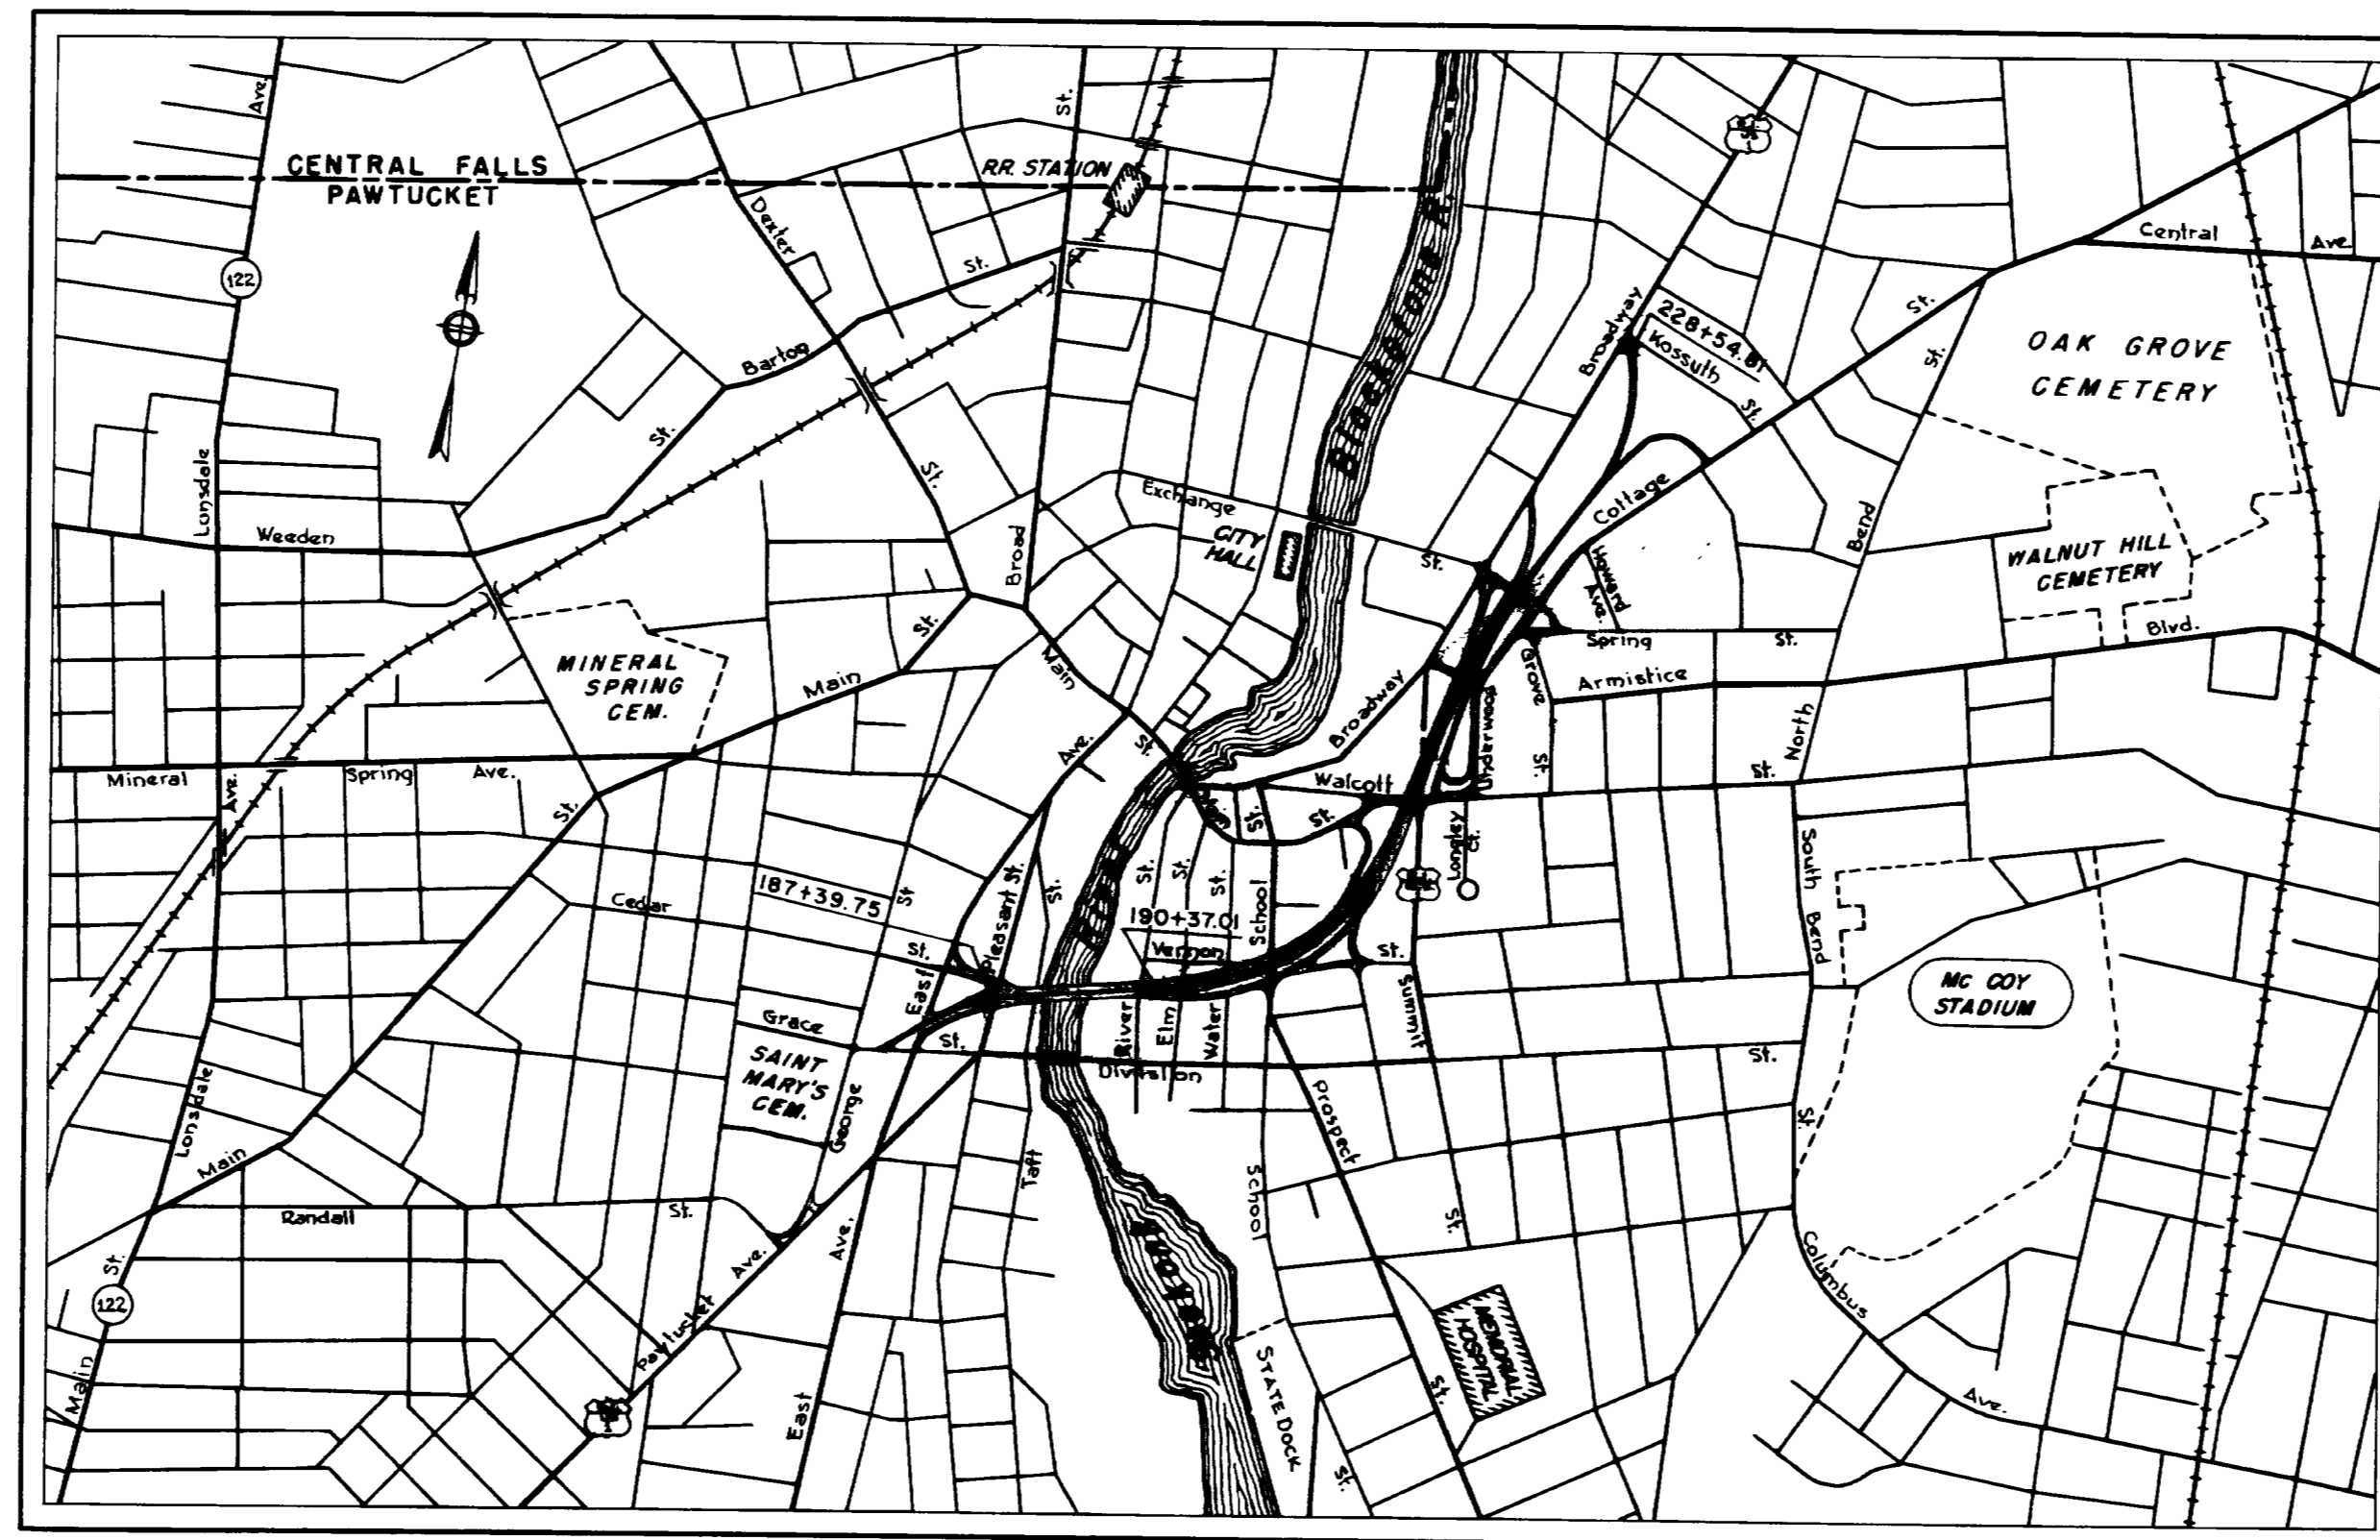 Ave.
St.
CENTRAL FALLS
PAWTUCKET
RR. STATION
Dexter
122
St.
Central Ave
Blackstone R.
Broadway
228+54.81
Kossuth St.
St.
OAK GROVE
CEMETERY
St.
Barton
St.
Lonsdale
St.
Exchange St.
CITY
HALL
Cottage
Howard
Ave.
Bend
WALNUT HILL
CEMETERY
Weeden
Broad
Blvd.
Spring St.
Grove St.
Armistice
North
MINERAL
SPRING
CEM.
Main St.
Main St.
Broadway
Underwood
Ave.
St.
Mineral Spring Ave.
Ave.
St.
Walcott
St.
St.
Longley
Ct.
South Bend
St.
St.
St.
St.
187+39.75
St
Cedar St.
Pleasant St.
River
190+37.01
Vernon
School
St.
MC COY
STADIUM
East
Summit
Grace
St.
River
Elm
Water
Division
St.
SAINT
MARY'S
CEM.
George
Lonsdale
Main
Prospect
St.
Taft
School
Randall St.
St.
Ave.
Ave.
St.
122
Columbus
Pawtucket
MEMORIAL
HOSPITAL
1
Main
East
STATE DOCK
St.
St.
Ave.